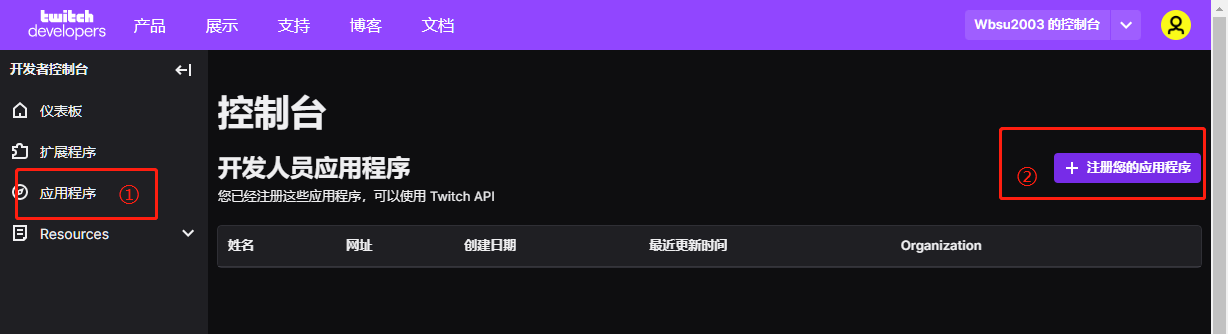 twitch
developers
产品
展示
支持
博客
文档
Wbsu2003 的控制台
开发者控制台
仪表板
扩展程序
应用程序 ①
Resources
控制台
开发人员应用程序
您已经注册这些应用程序，可以使用 Twitch API
② + 注册您的应用程序
姓名 网址 创建日期 最近更新时间 Organization